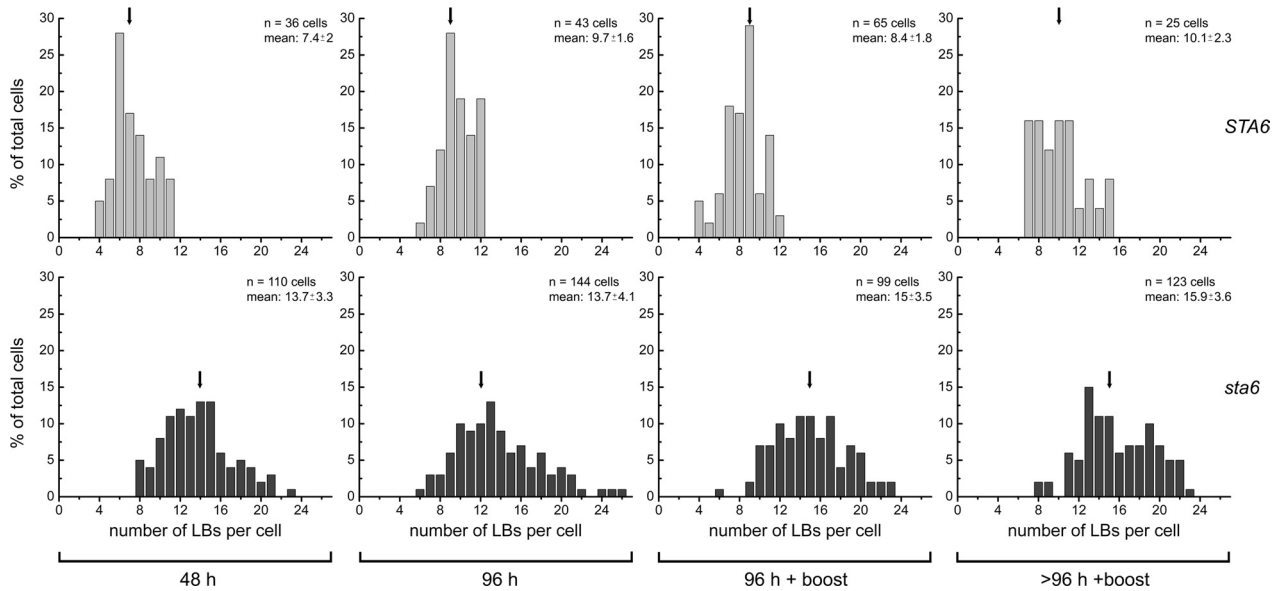 n = 36 cells
mean: 7.4±2
n = 43 cells
mean: 9.7±1.6
n = 65 cells
mean: 8.4±1.8
n = 25 cells
mean: 10.1±2.3
% of total cells
30
25
20
15
10
5
0
0 4 8 12 16 20 24
30
25
20
15
10
5
0
0 4 8 12 16 20 24
30
25
20
15
10
5
0
0 4 8 12 16 20 24
30
25
20
15
10
5
0
0 4 8 12 16 20 24
STA6
n = 110 cells
mean: 13.7±3.3
n = 144 cells
mean: 13.7±4.1
n = 99 cells
mean: 15±3.5
n = 123 cells
mean: 15.9±3.6
% of total cells
30
25
20
15
10
5
0
0 4 8 12 16 20 24
30
25
20
15
10
5
0
0 4 8 12 16 20 24
30
25
20
15
10
5
0
0 4 8 12 16 20 24
30
25
20
15
10
5
0
0 4 8 12 16 20 24
sta6
number of LBs per cell
number of LBs per cell
number of LBs per cell
number of LBs per cell
48 h
96 h
96 h + boost
>96 h +boost